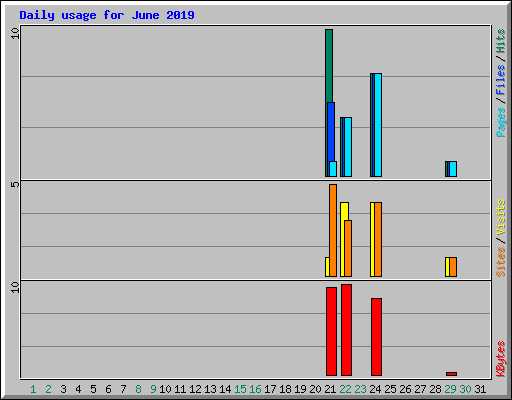 Daily usage for June 2019
10
5
10
Pages / Files / Hits
Sites / Visits
KBytes
1 2 3 4 5 6 7 8 9 10 11 12 13 14 15 16 17 18 19 20 21 22 23 24 25 26 27 28 29 30 31